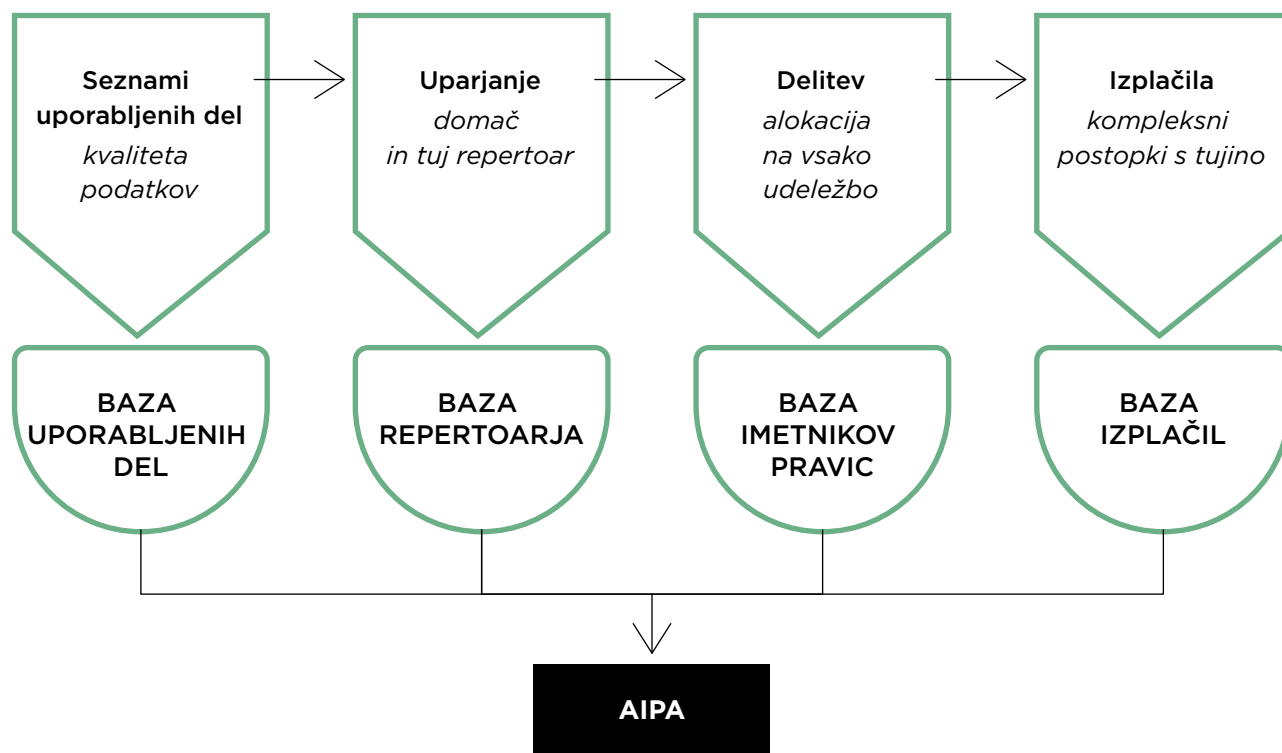 Seznami
uporabljenih del
kvaliteta
podatkov
Uparjanje
domač
in tuj repertoar
Delitev
alokacija
na vsako
udeležbo
Izplačila
kompleksni
postopki s tujino
BAZA
UPORABLJENIH
DEL
BAZA
REPERTOARJA
BAZA
IMETNIKOV
PRAVIC
BAZA
IZPLAČIL
AIPA